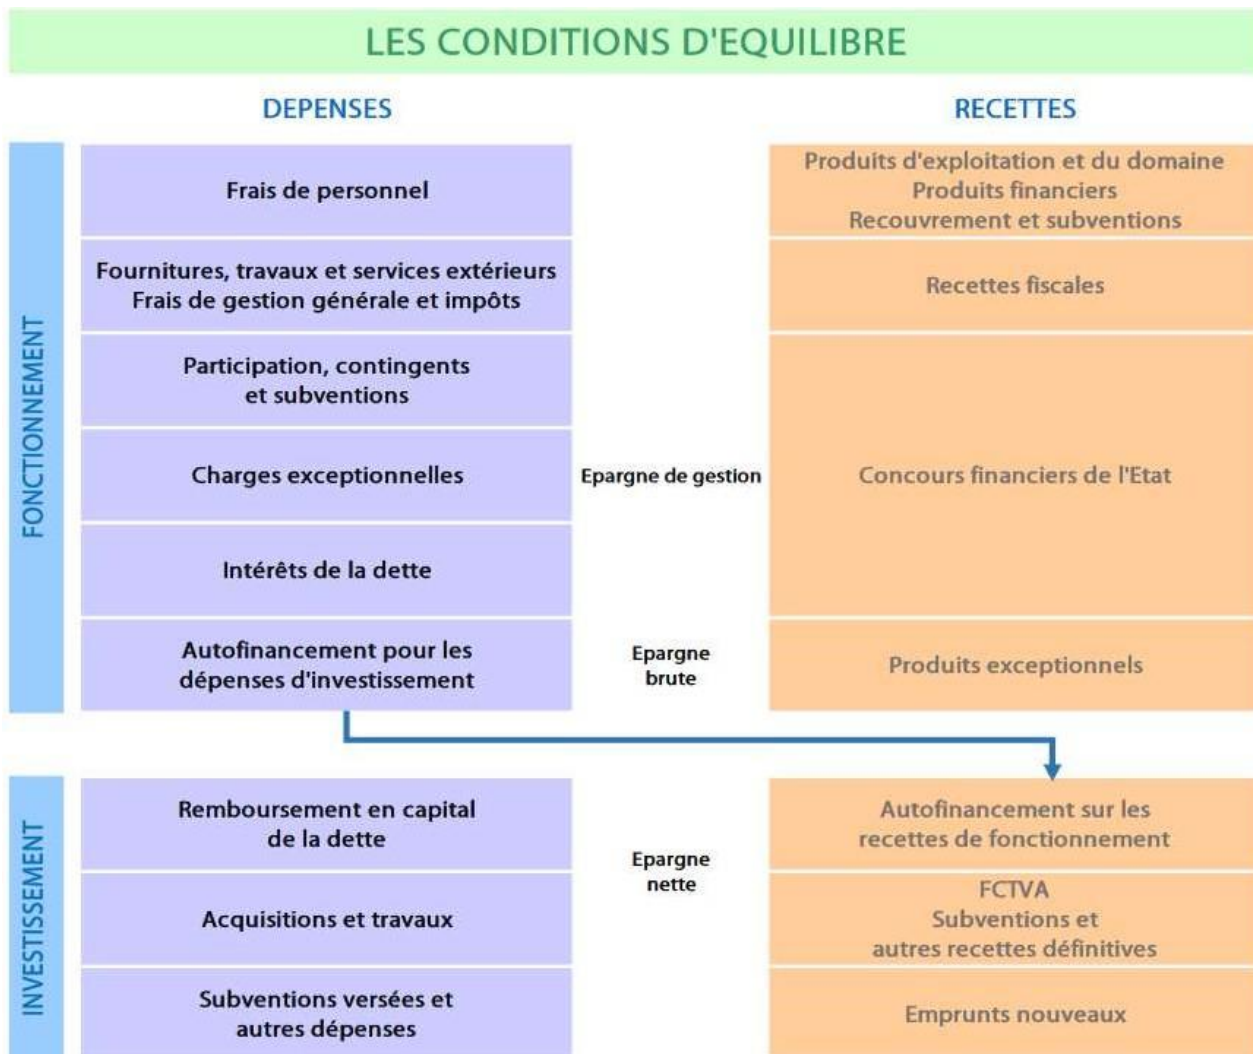 LES CONDITIONS D'EQUILIBRE
DEPENSES
RECETTES
FONCTIONNEMENT
Frais de personnel
Produits d'exploitation et du domaine
Produits financiers
Recouvrement et subventions
Fournitures, travaux et services extérieurs
Frais de gestion générale et impôts
Recettes fiscales
Participation, contingents
et subventions
Charges exceptionnelles
Epargne de gestion
Concours financiers de l'Etat
Intérêts de la dette
Autofinancement pour les
dépenses d'investissement
Epargne
brute
Produits exceptionnels
INVESTISSEMENT
Remboursement en capital
de la dette
Epargne
nette
Autofinancement sur les
recettes de fonctionnement
Acquisitions et travaux
FCTVA
Subventions et
autres recettes définitives
Subventions versées et
autres dépenses
Emprunts nouveaux